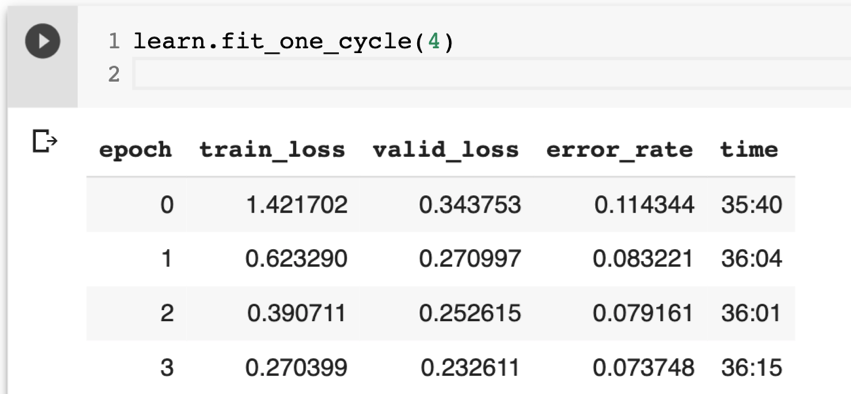 1 learn.fit_one_cycle(4)
2
epoch train_loss valid_loss error_rate time
0 1.421702 0.343753 0.114344 35:40
1 0.623290 0.270997 0.083221 36:04
2 0.390711 0.252615 0.079161 36:01
3 0.270399 0.232611 0.073748 36:15